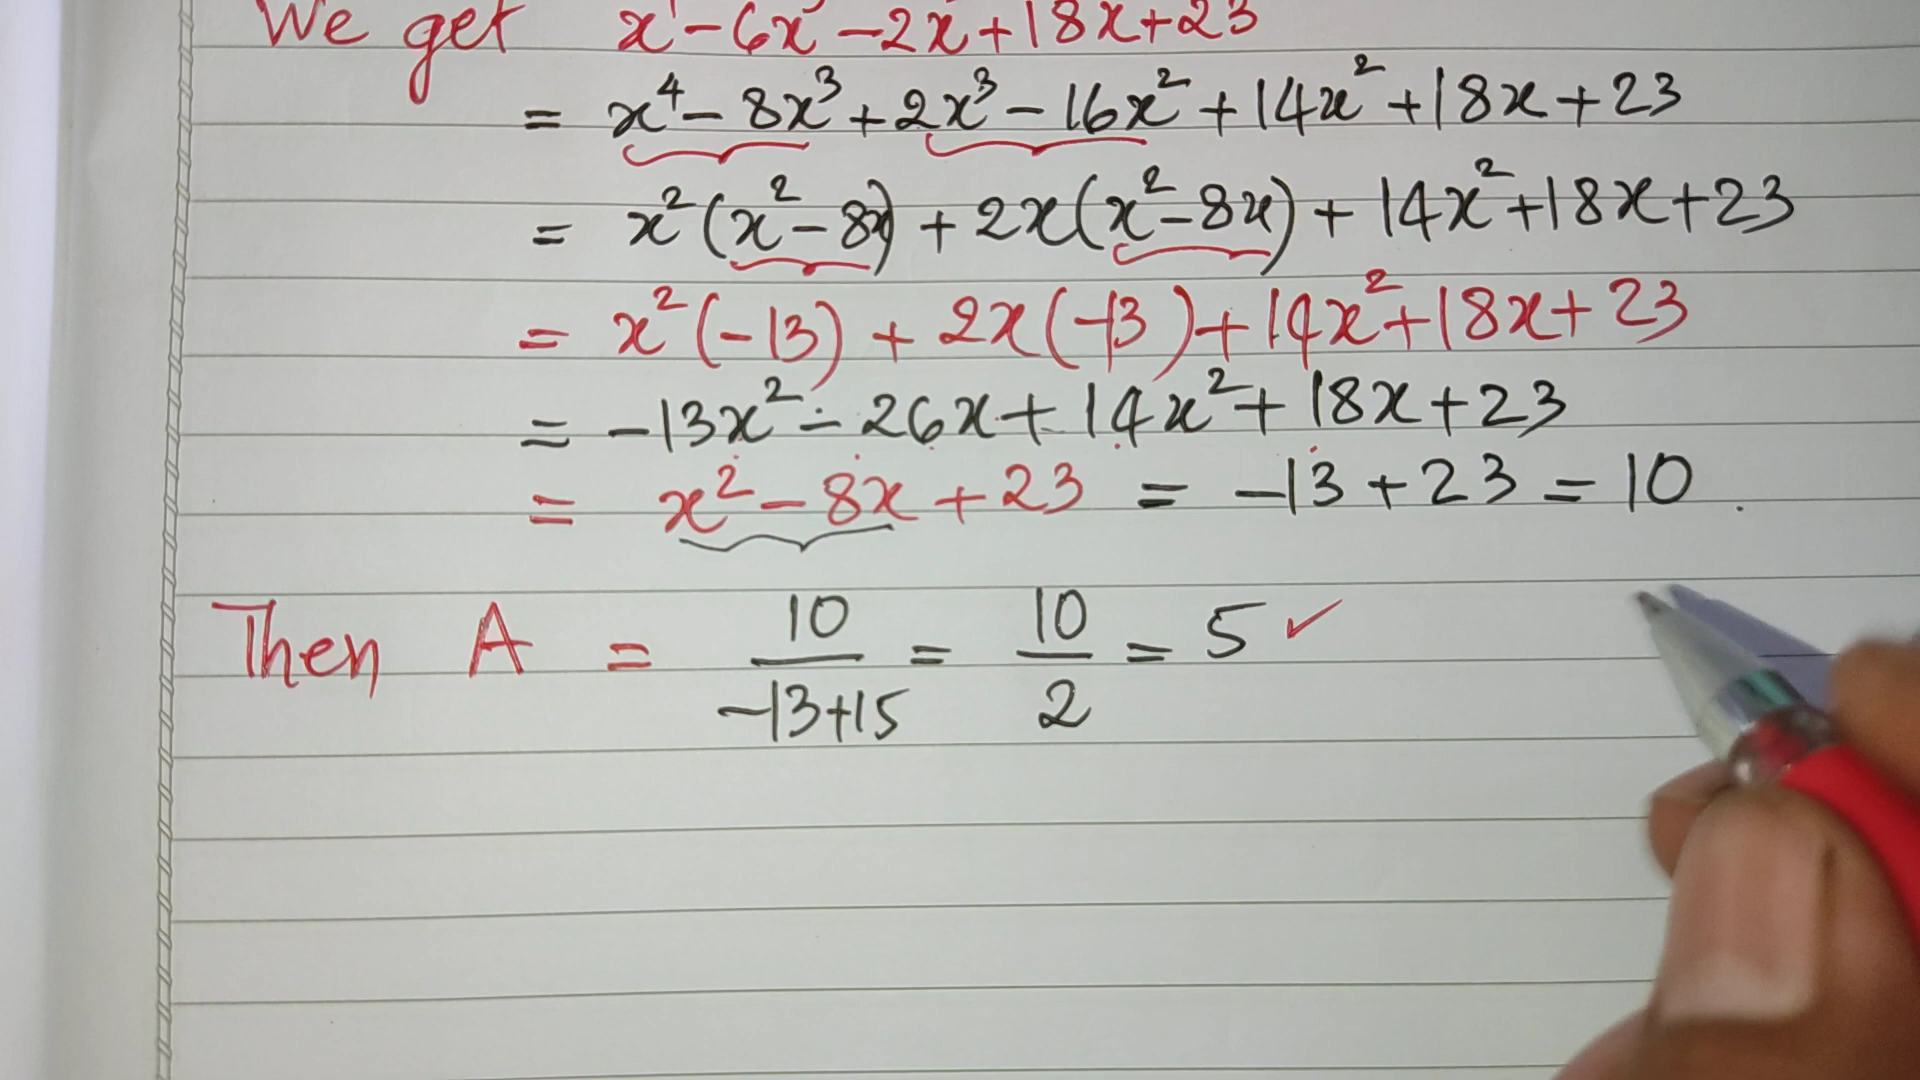 We get x⁴-6x³-2x²+18x+23
= x⁴-8x³+2x³-16x²+14x²+18x+23
= x²(x²-8x)+2x(x²-8x)+14x²+18x+23
= x²(-13)+2x(-13)+14x²+18x+23
= -13x²-26x+14x²+18x+23
= x²-8x+23 = -13+23=10.
Then A = 10/-13+15 = 10/2 = 5 ✓